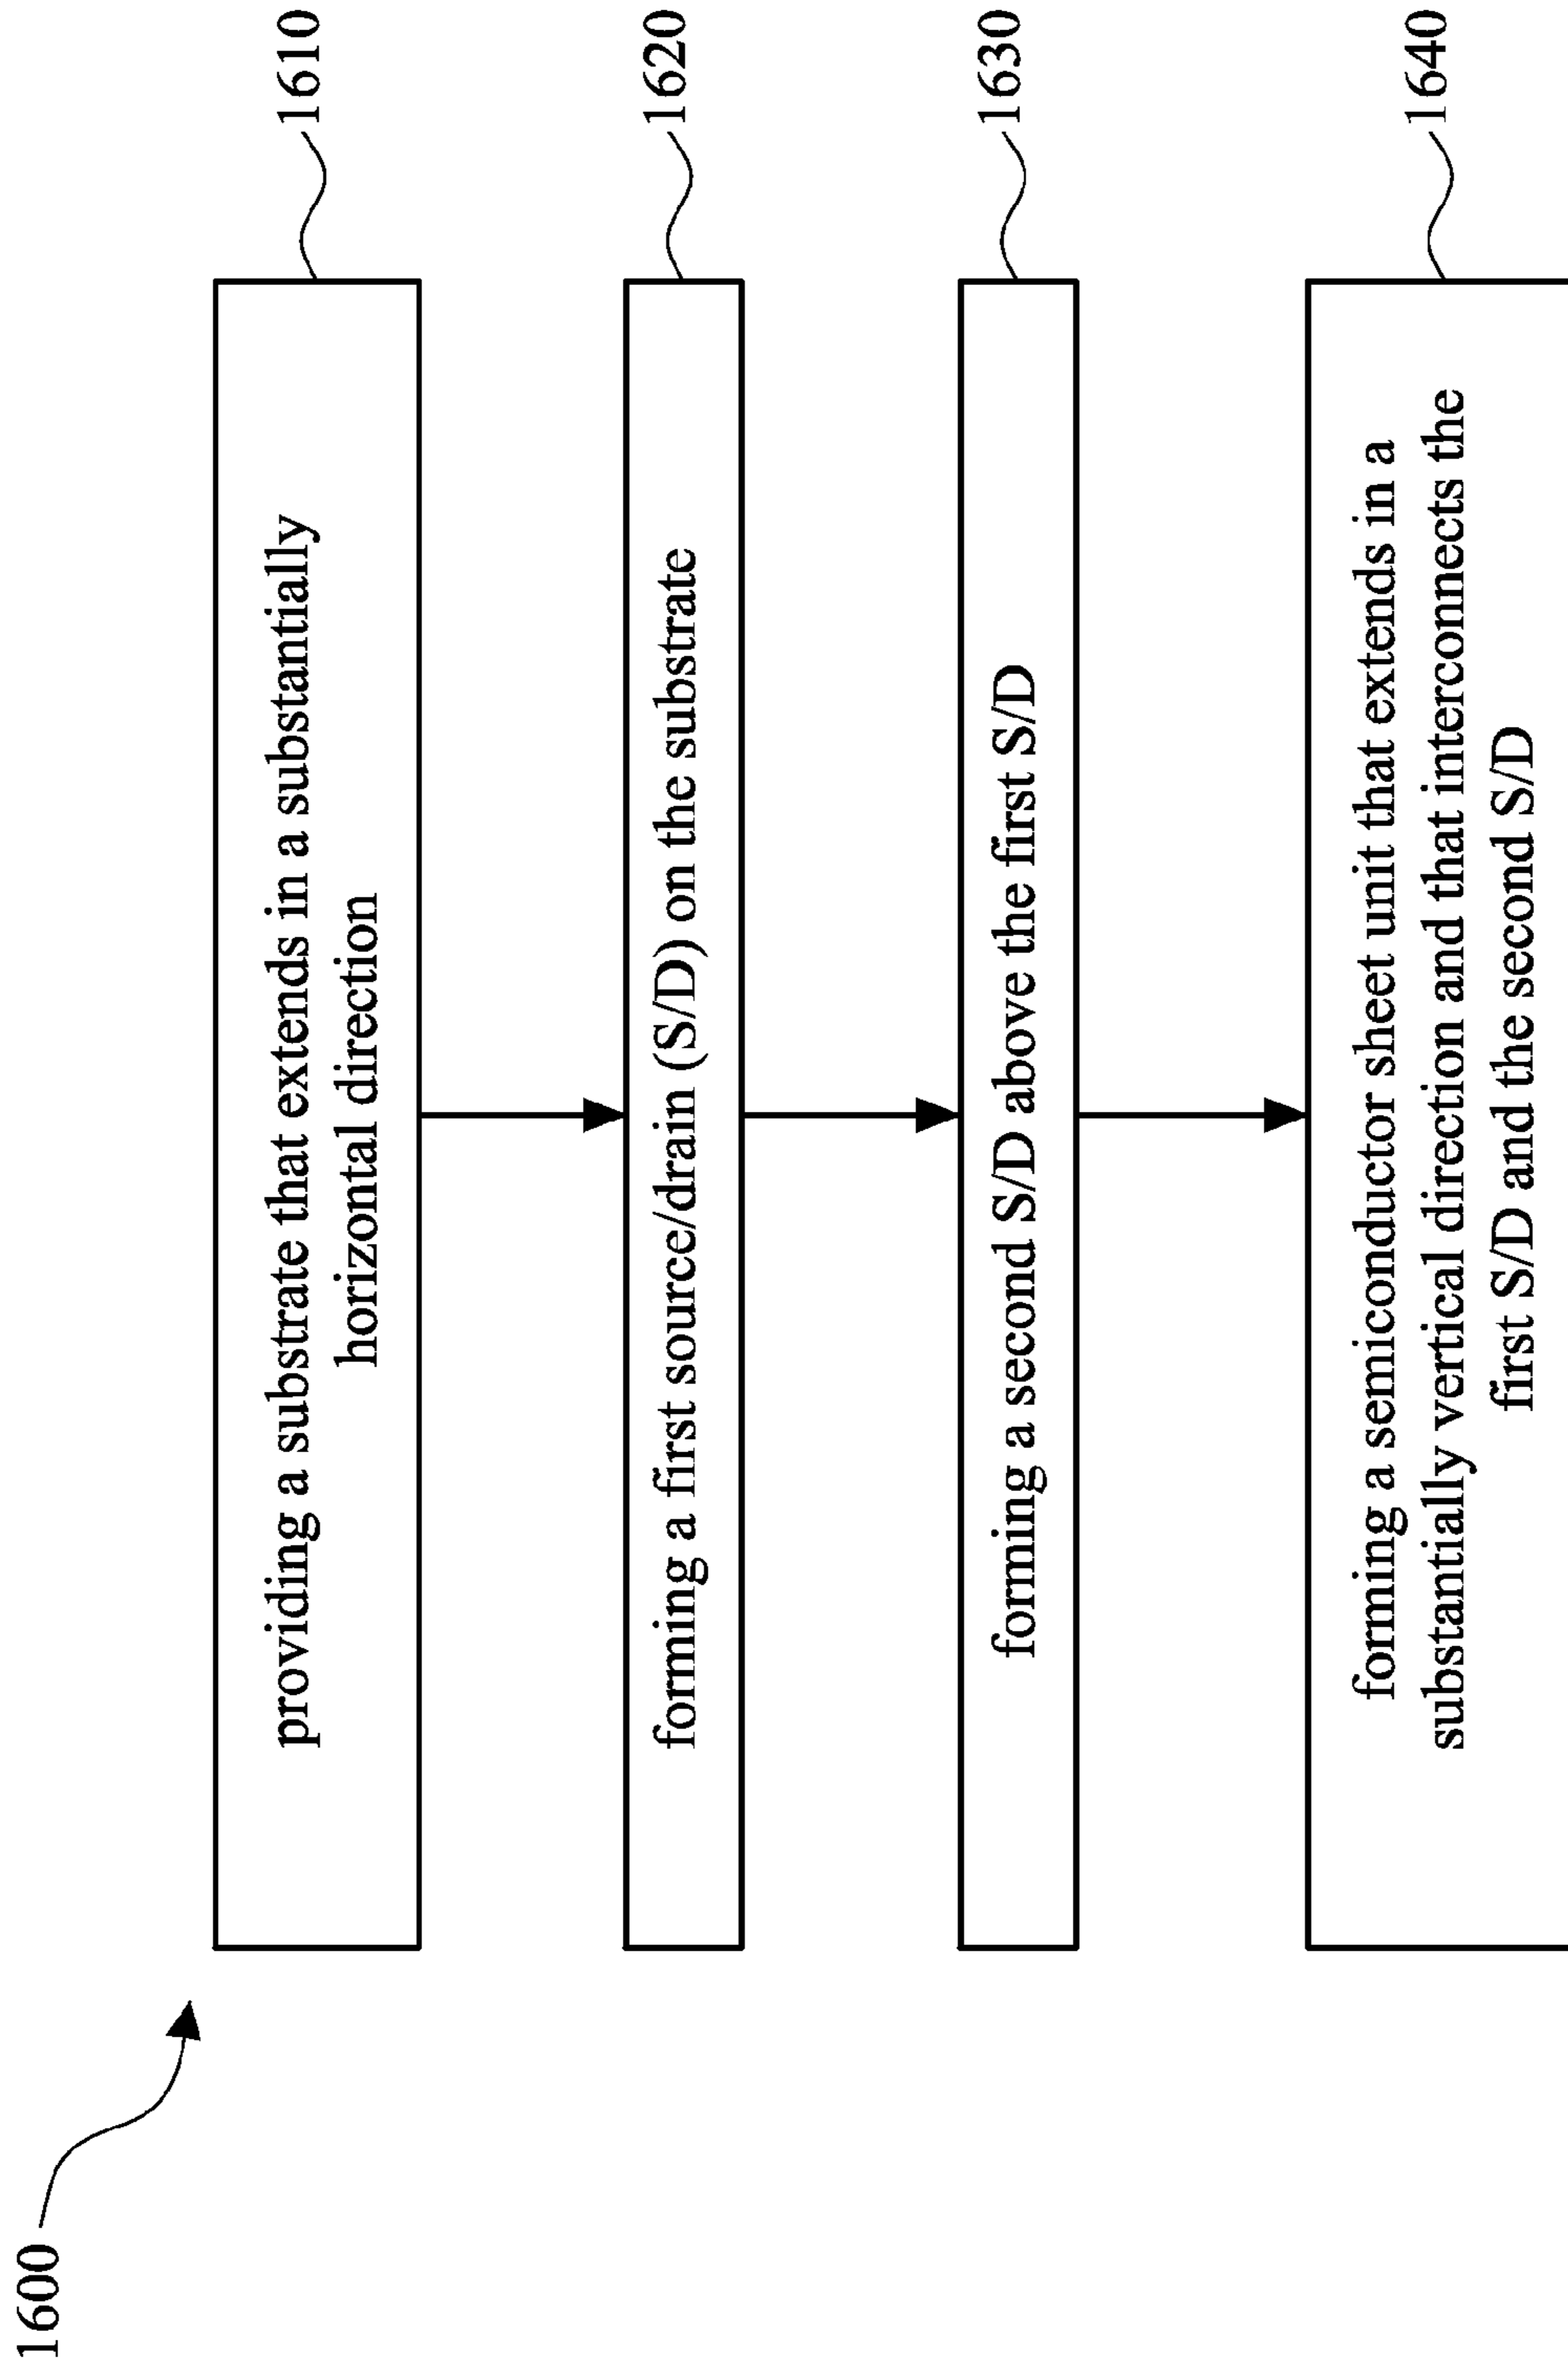 1600
providing a substrate that extends in a substantially
horizontal direction
1610
forming a first source/drain (S/D) on the substrate
1620
forming a second S/D above the first S/D
1630
forming a semiconductor sheet unit that extends in a
substantially vertical direction and that interconnects the
first S/D and the second S/D
1640